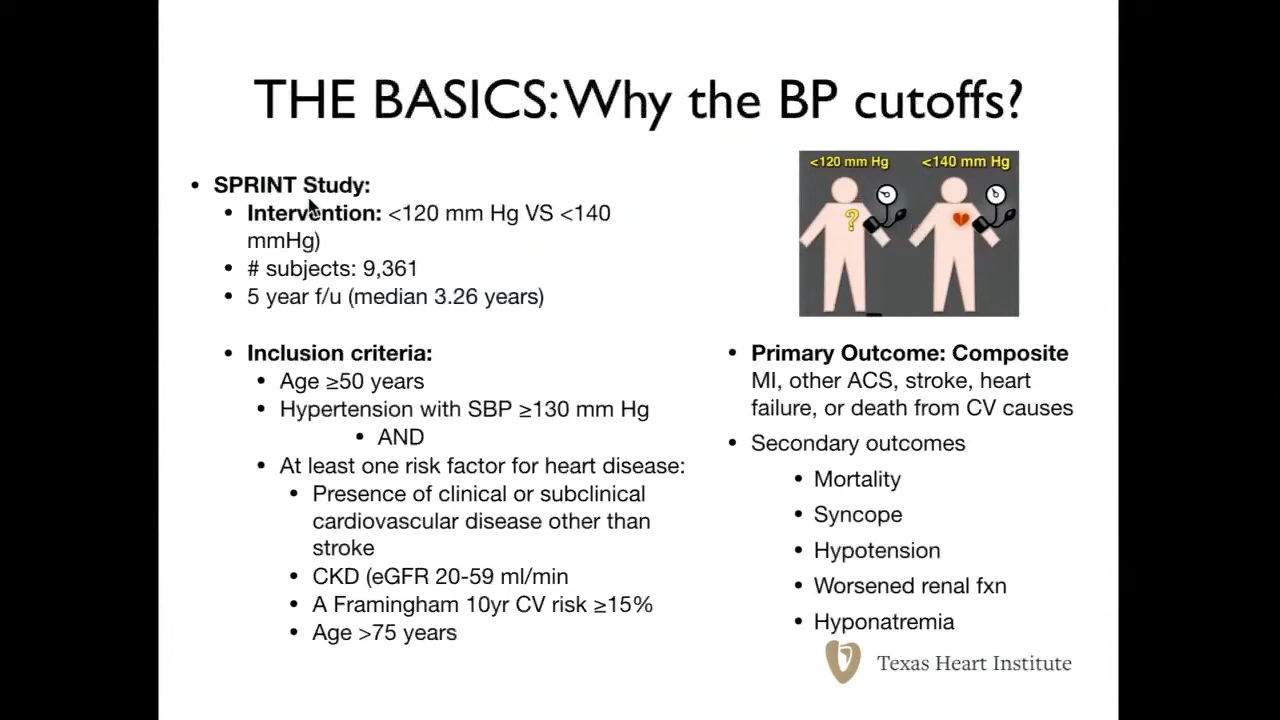 THE BASICS: Why the BP cutoffs?
• SPRINT Study:
• Intervention: <120 mm Hg VS <140
mmHg)
• # subjects: 9,361
• 5 year f/u (median 3.26 years)
• Inclusion criteria:
• Age ≥50 years
• Hypertension with SBP ≥130 mm Hg
• AND
• At least one risk factor for heart disease:
• Presence of clinical or subclinical
cardiovascular disease other than
stroke
• CKD (eGFR 20-59 ml/min
• A Framingham 10yr CV risk ≥15%
• Age >75 years
<120 mm Hg
<140 mm Hg
?
• Primary Outcome: Composite
MI, other ACS, stroke, heart
failure, or death from CV causes
• Secondary outcomes
• Mortality
• Syncope
• Hypotension
• Worsened renal fxn
• Hyponatremia
Texas Heart Institute